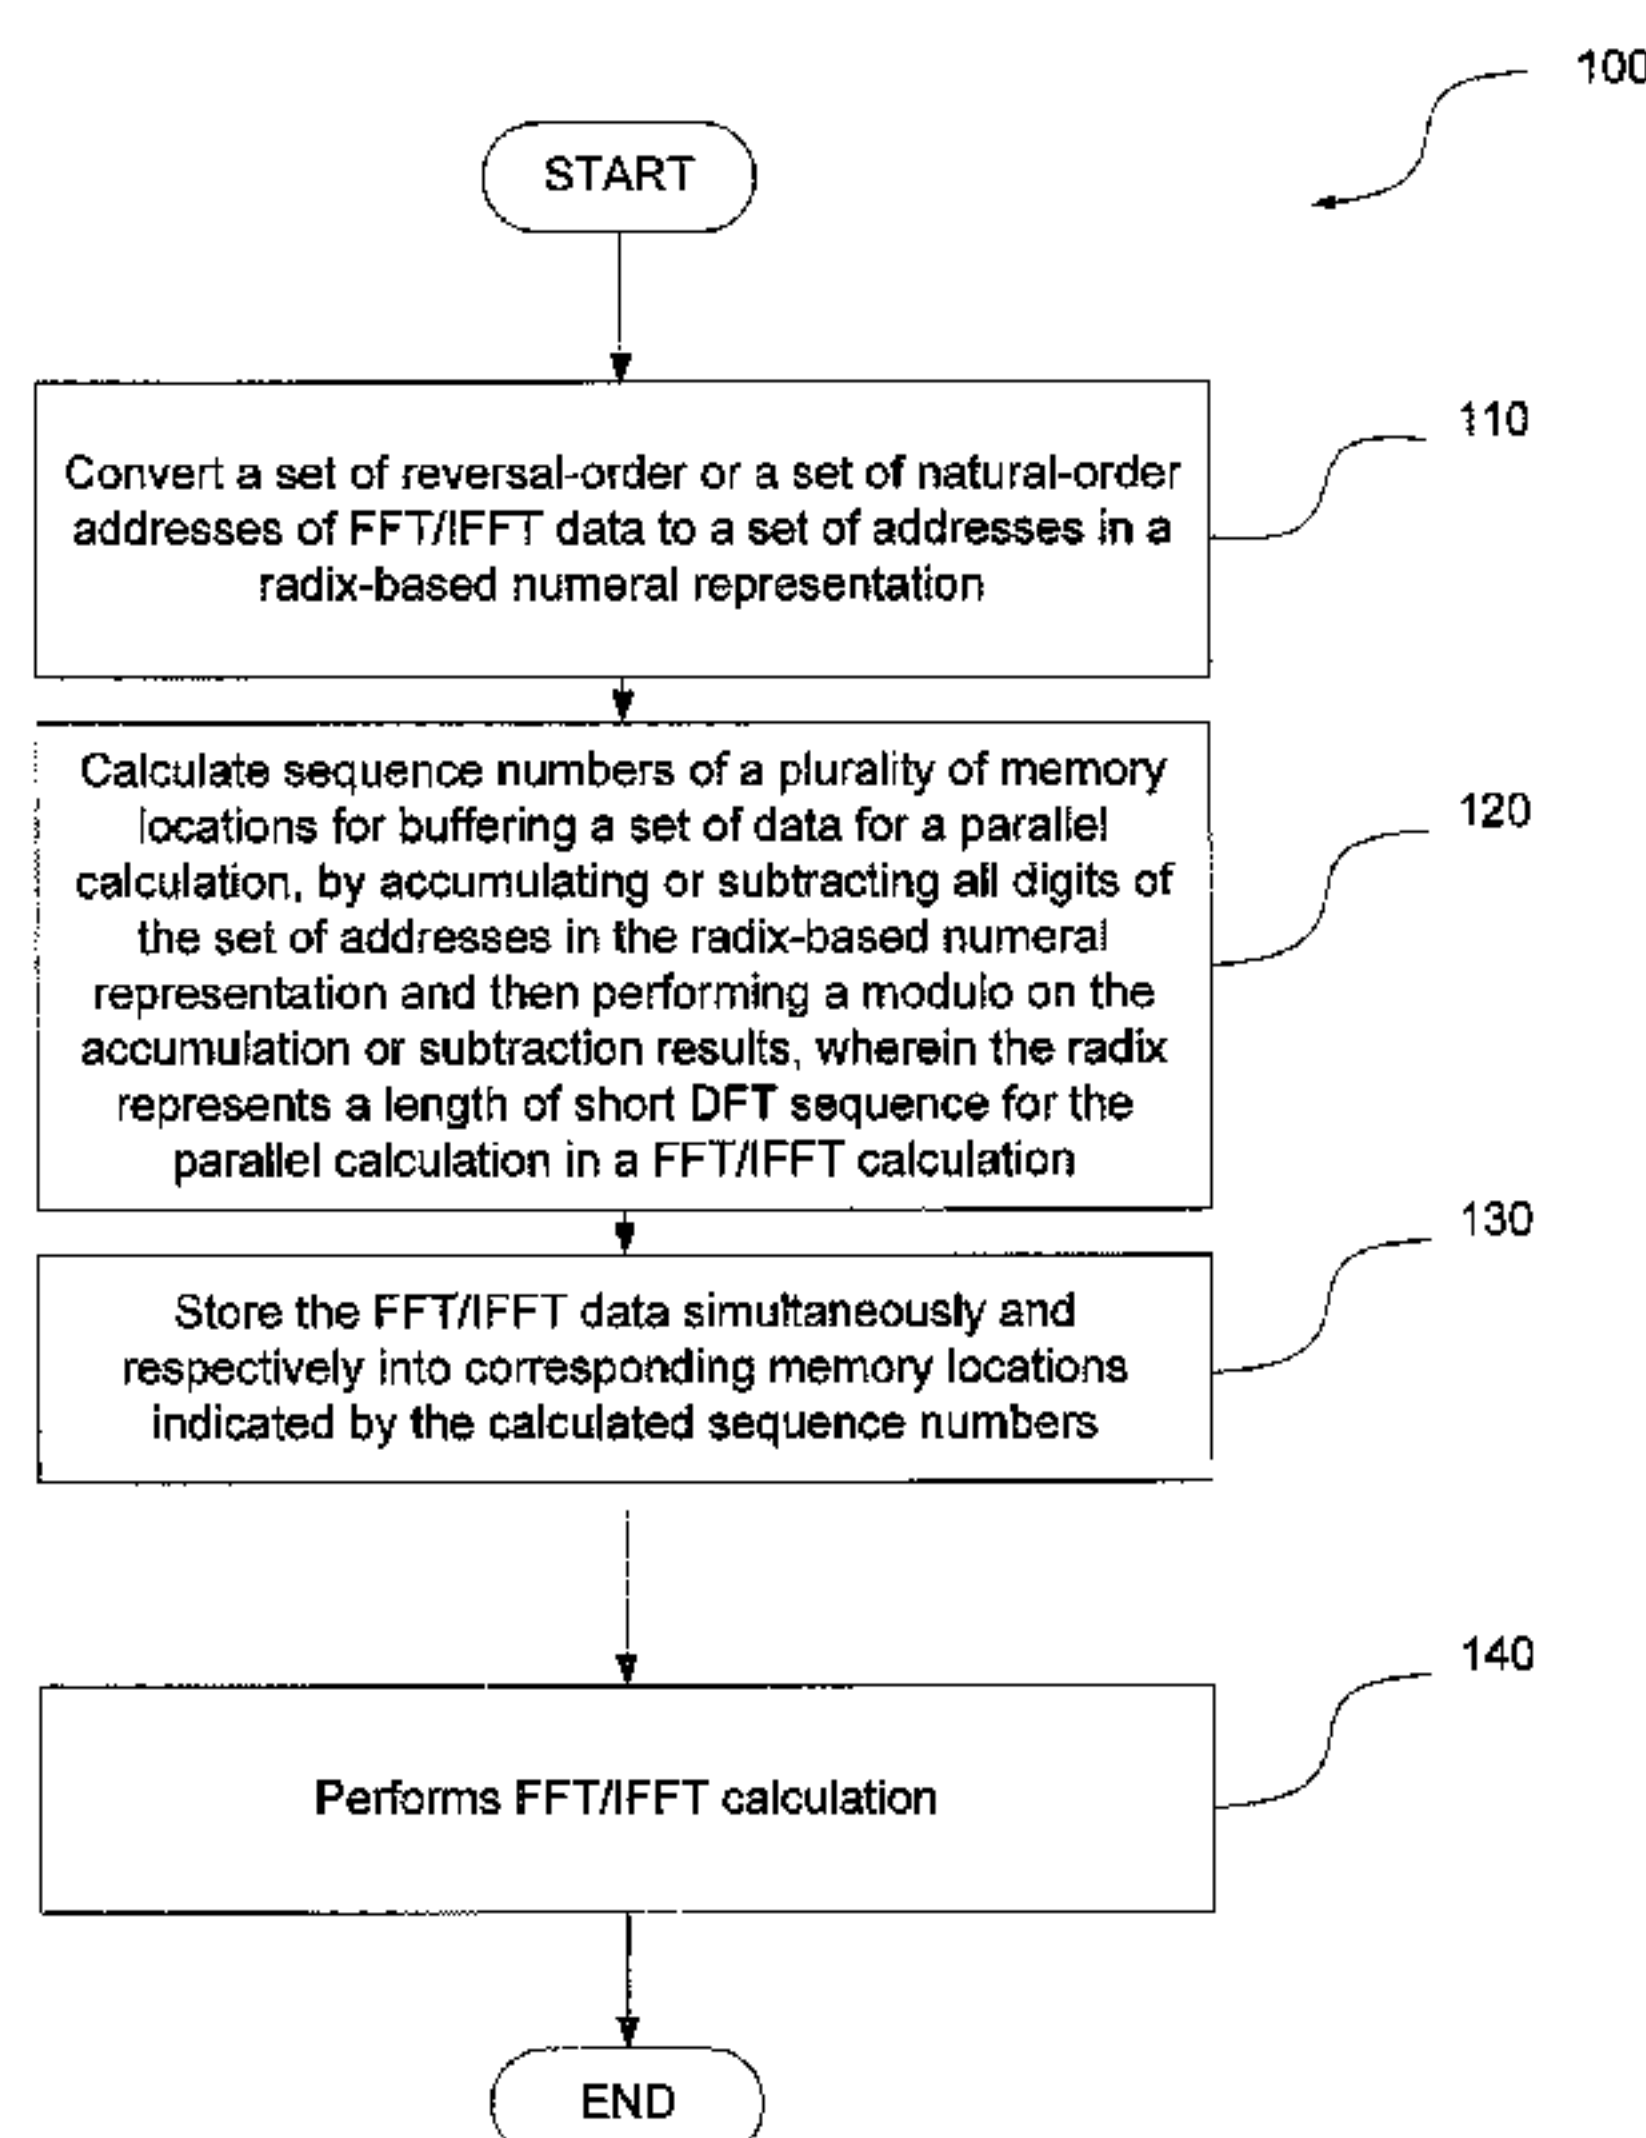 100
START
110
Convert a set of reversal-order or a set of natural-order
addresses of FFT/IFFT data to a set of addresses in a
radix-based numeral representation
120
Calculate sequence numbers of a plurality of memory
locations for buffering a set of data for a parallel
calculation, by accumulating or subtracting all digits of
the set of addresses in the radix-based numeral
representation and then performing a modulo on the
accumulation or subtraction results, wherein the radix
represents a length of short DFT sequence for the
parallel calculation in a FFT/IFFT calculation
130
Store the FFT/IFFT data simultaneously and
respectively into corresponding memory locations
indicated by the calculated sequence numbers
140
Performs FFT/IFFT calculation
END